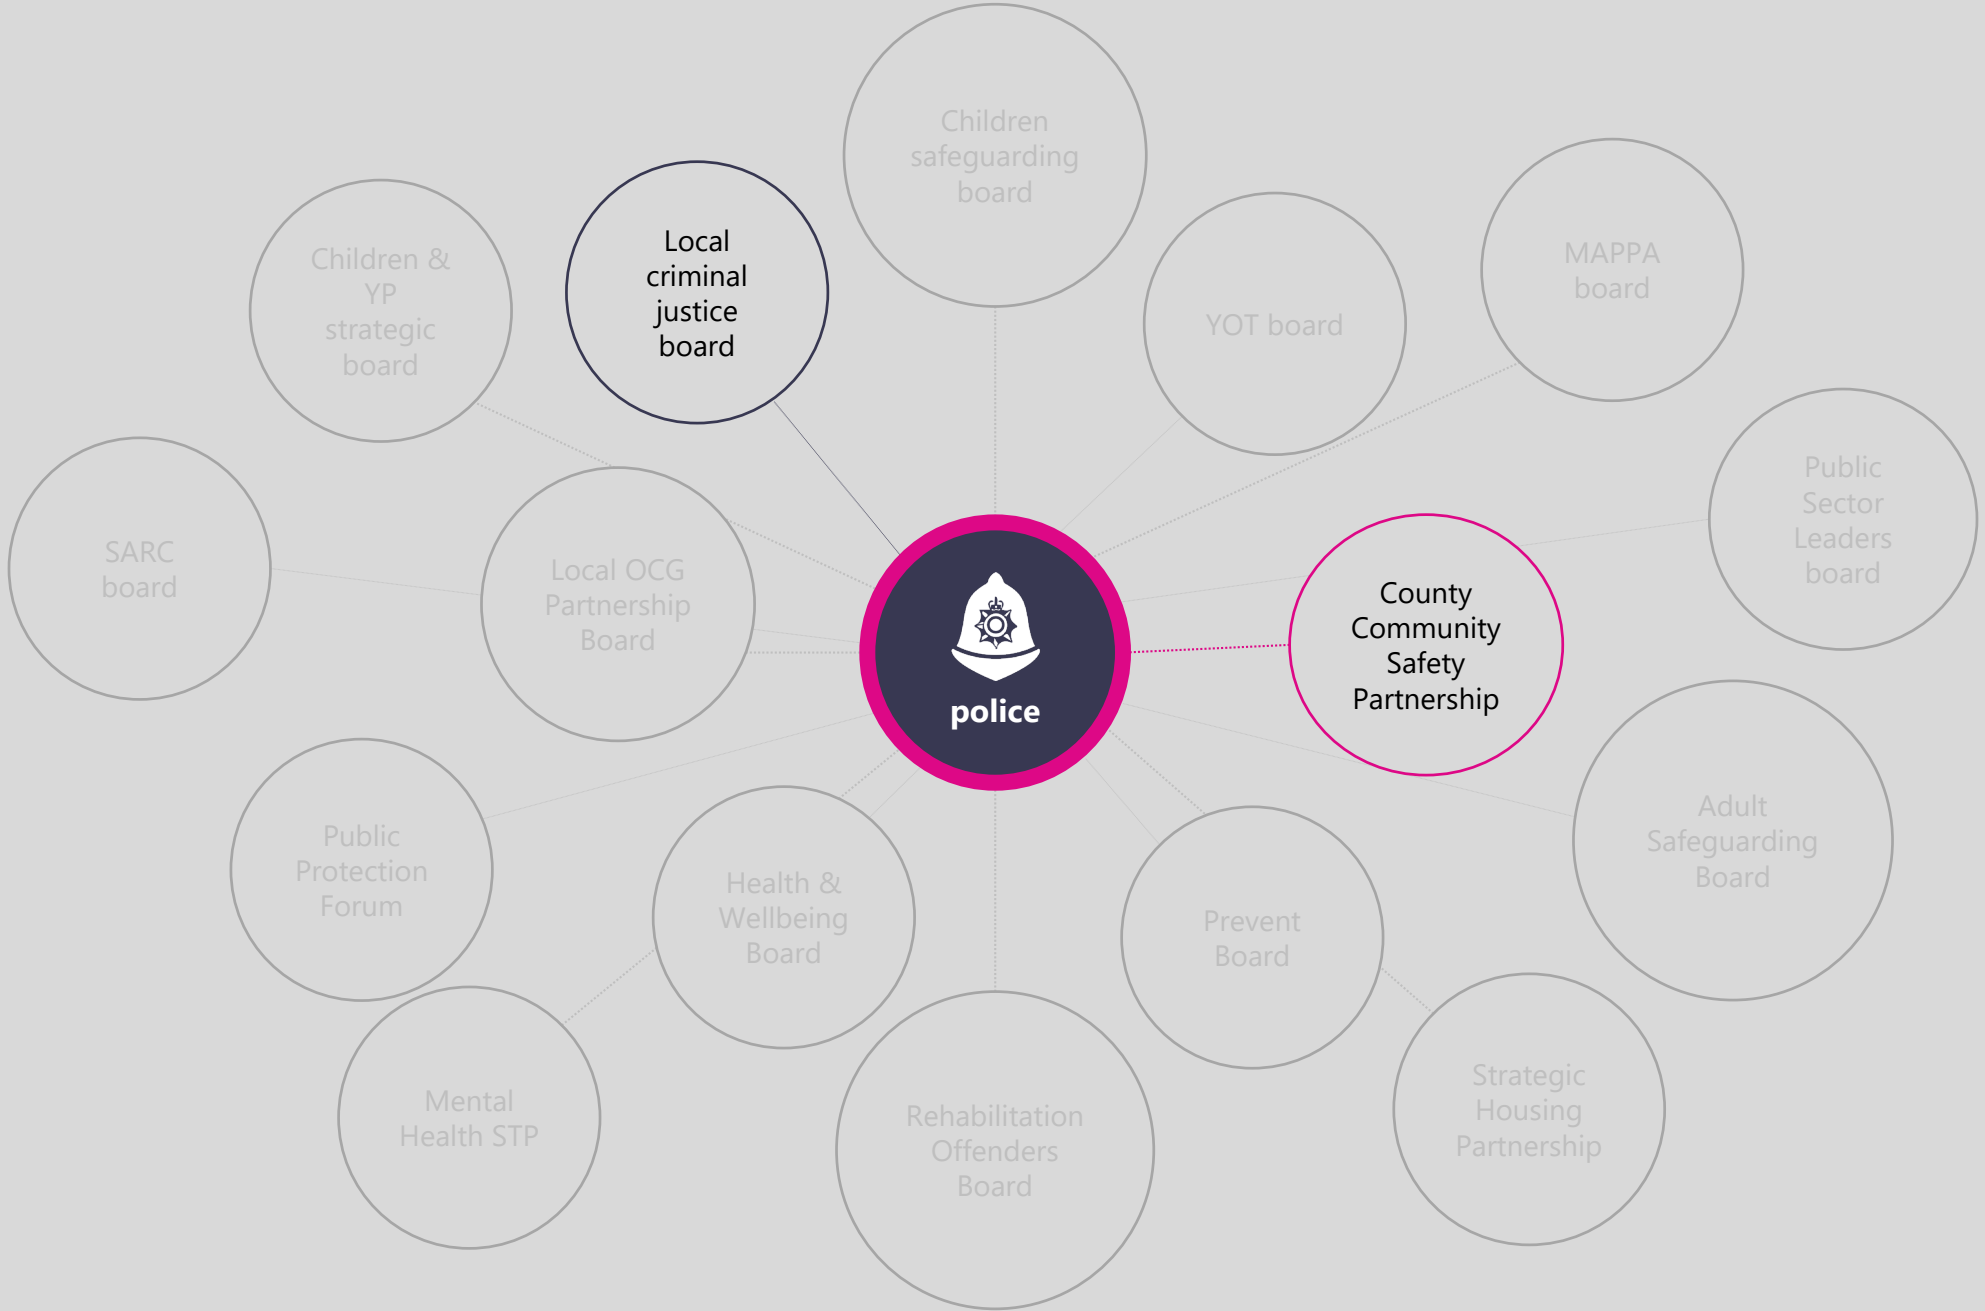 Children
safeguarding
board
Local
criminal
justice
board
Children &
YP
strategic
board
MAPPA
board
YOT board
Public
Sector
Leaders
board
SARC
board
Local OCG
Partnership
Board
County
Community
Safety
Partnership
police
Public
Protection
Forum
Health &
Wellbeing
Board
Prevent
Board
Adult
Safeguarding
Board
Mental
Health STP
Rehabilitation
Offenders
Board
Strategic
Housing
Partnership